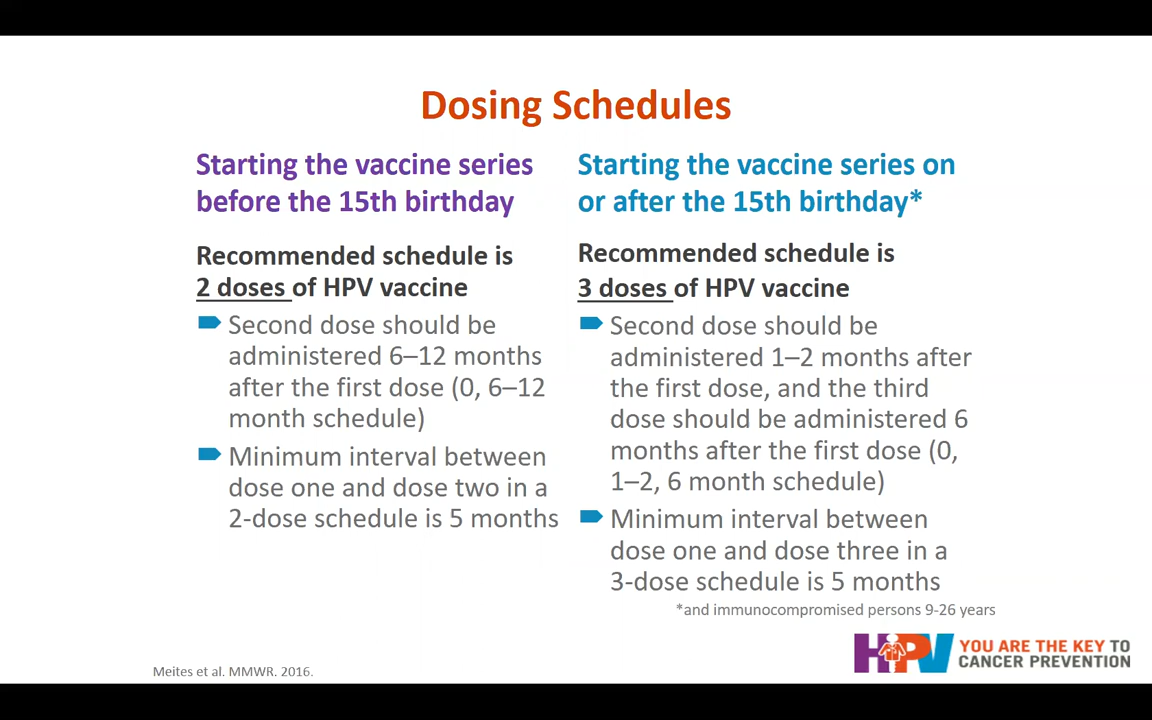 Dosing Schedules
Starting the vaccine series
before the 15th birthday
Recommended schedule is
2 doses of HPV vaccine
Second dose should be
administered 6–12 months
after the first dose (0, 6–12
month schedule)
Minimum interval between
dose one and dose two in a
2-dose schedule is 5 months
Starting the vaccine series on
or after the 15th birthday*
Recommended schedule is
3 doses of HPV vaccine
Second dose should be
administered 1–2 months after
the first dose, and the third
dose should be administered 6
months after the first dose (0,
1–2, 6 month schedule)
Minimum interval between
dose one and dose three in a
3-dose schedule is 5 months
*and immunocompromised persons 9-26 years
Meites et al. MMWR. 2016.
HPV
YOU ARE THE KEY TO
CANCER PREVENTION